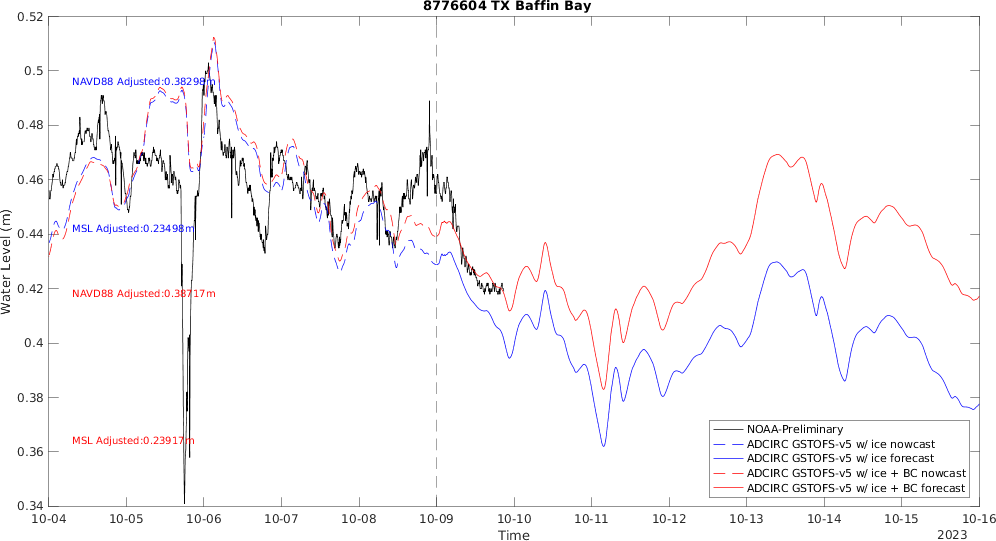 8776604 TX Baffin Bay
0.52
0.5
0.48
0.46
0.44
0.42
0.4
0.38
0.36
0.34
Water Level (m)
NAVD88 Adjusted:0.38298m
MSL Adjusted:0.23498m
NAVD88 Adjusted:0.38717m
MSL Adjusted:0.23917m
NOAA-Preliminary
ADCIRC GSTOFS-v5 w/ ice nowcast
ADCIRC GSTOFS-v5 w/ ice forecast
ADCIRC GSTOFS-v5 w/ ice + BC nowcast
ADCIRC GSTOFS-v5 w/ ice + BC forecast
10-04 10-05 10-06 10-07 10-08 10-09 10-10 10-11 10-12 10-13 10-14 10-15 10-16
Time
2023